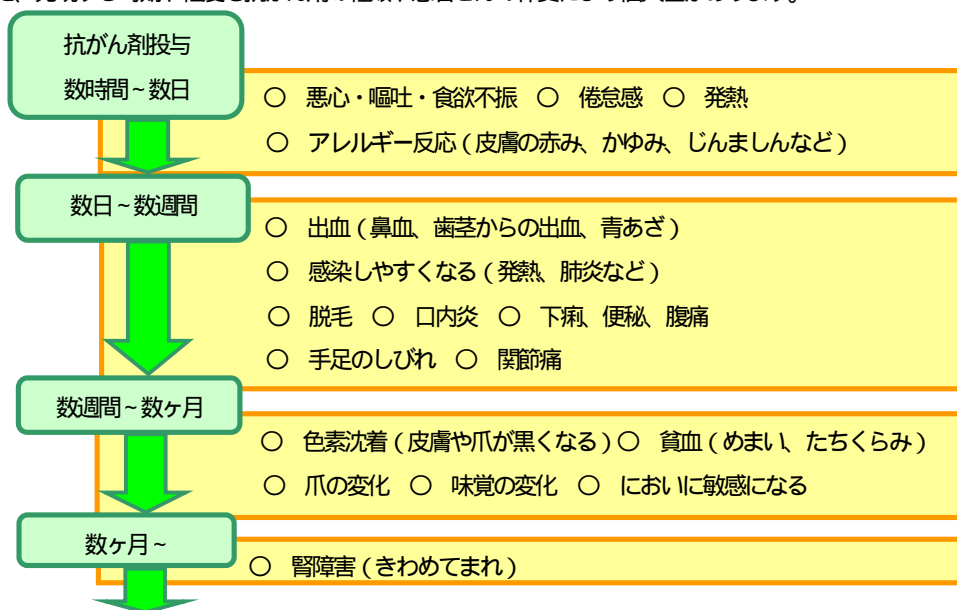 抗がん剤投与
数時間~数日
○ 悪心・嘔吐・食欲不振 ○ 倦怠感 ○ 発熱
○ アレルギー反応(皮膚の赤み、かゆみ、じんましんなど)
数日~数週間
○ 出血(鼻血、歯茎からの出血、青あざ)
○ 感染しやすくなる(発熱、肺炎など)
○ 脱毛 ○ 口内炎 ○ 下痢、便秘、腹痛
○ 手足のしびれ ○ 関節痛
数週間~数ヶ月
○ 色素沈着(皮膚や爪が黒くなる)○ 貧血(めまい、たちくらみ)
○ 爪の変化 ○ 味覚の変化 ○ においに敏感になる
数ヶ月~
○ 腎障害(きわめてまれ)